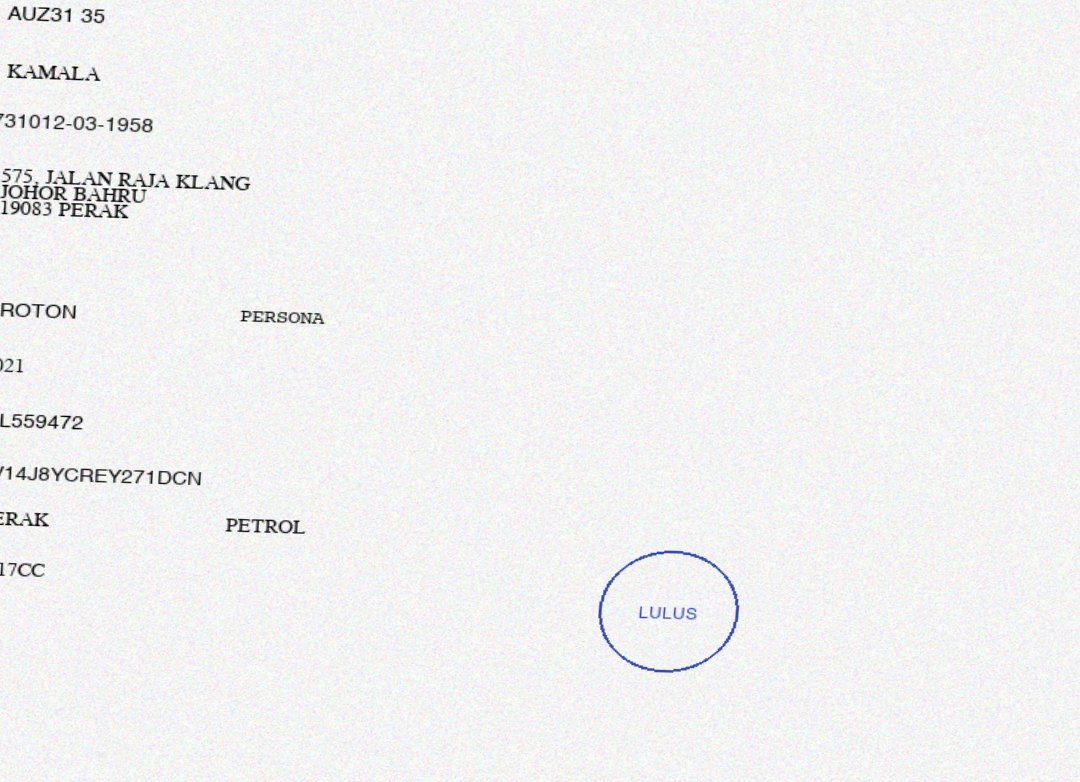 AUZ31 35
KAMALA
731012-03-1958
575, JALAN RAJA KLANG
JOHOR BAHRU
19083 PERAK
ROTON PERSONA
021
L559472
V14J8YCREY271DCN
ERAK PETROL
17CC
LULUS